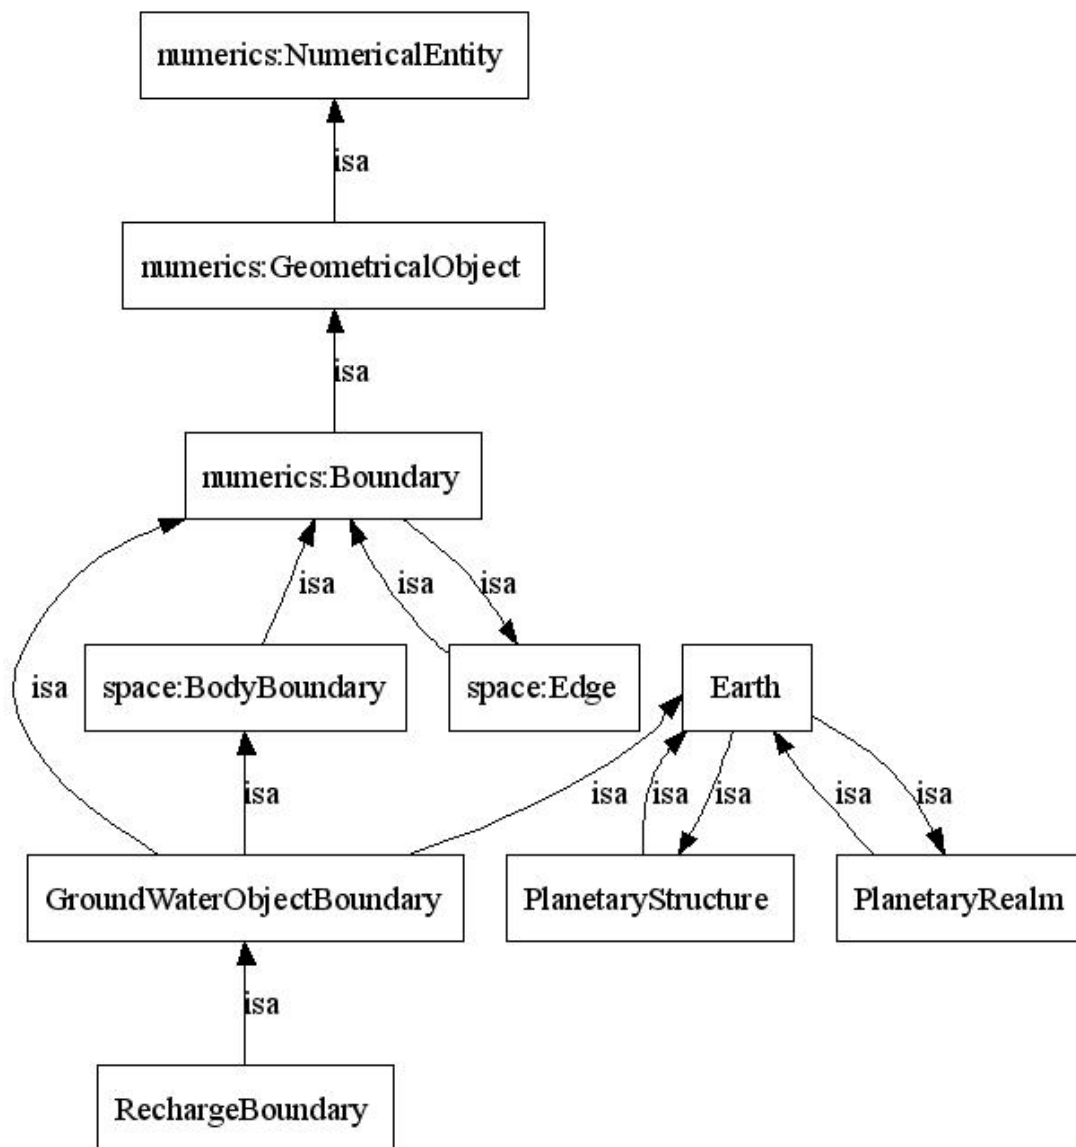 numerics:NumericalEntity
isa
numerics:GeometricalObject
isa
numerics:Boundary
isa
isa
isa
isa
space:BodyBoundary
space:Edge
Earth
isa
isa
isa
isa
isa
isa
GroundWaterObjectBoundary
PlanetaryStructure
PlanetaryRealm
isa
RechargeBoundary